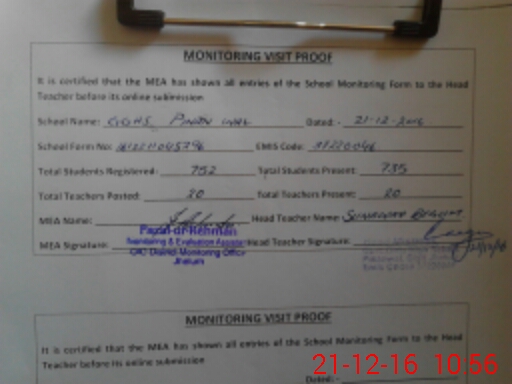 MONITORING VISIT PROOF
It is certified that the MEA has shown all entries of the School Monitoring Form to the Head
Teacher before its online submission
School Name: GGHS Dated: - 21-12-2016
School Form No: EMIS Code:
Total Students Registered: 752 Total Students Present: 735
Total Teachers Posted: 20 Total Teachers Present: 20
MEA Name: Head Teacher Name:
Fayaz-ur-Rehman
MEA Signature: Monitoring & Evaluation Assistant Head Teacher Signature:
O/C District Monitoring Office
Jhelum
MONITORING VISIT PROOF
It is certified that the MEA has shown all entries of the School Monitoring Form to the Head
Teacher before its online submission
Dated:-
21-12-16 10:56